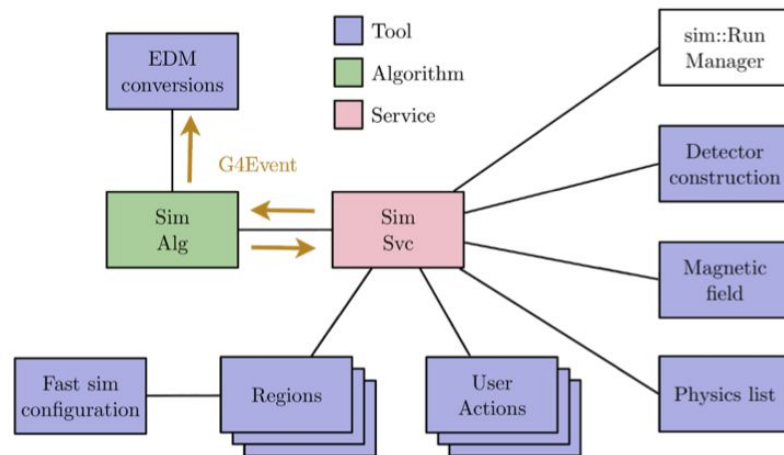 EDM
conversions
Tool
Algorithm
Service
sim::Run
Manager
G4Event
Detector
construction
Sim
Alg
Sim
Svc
Magnetic
field
Fast sim
configuration
Regions
User
Actions
Physics list